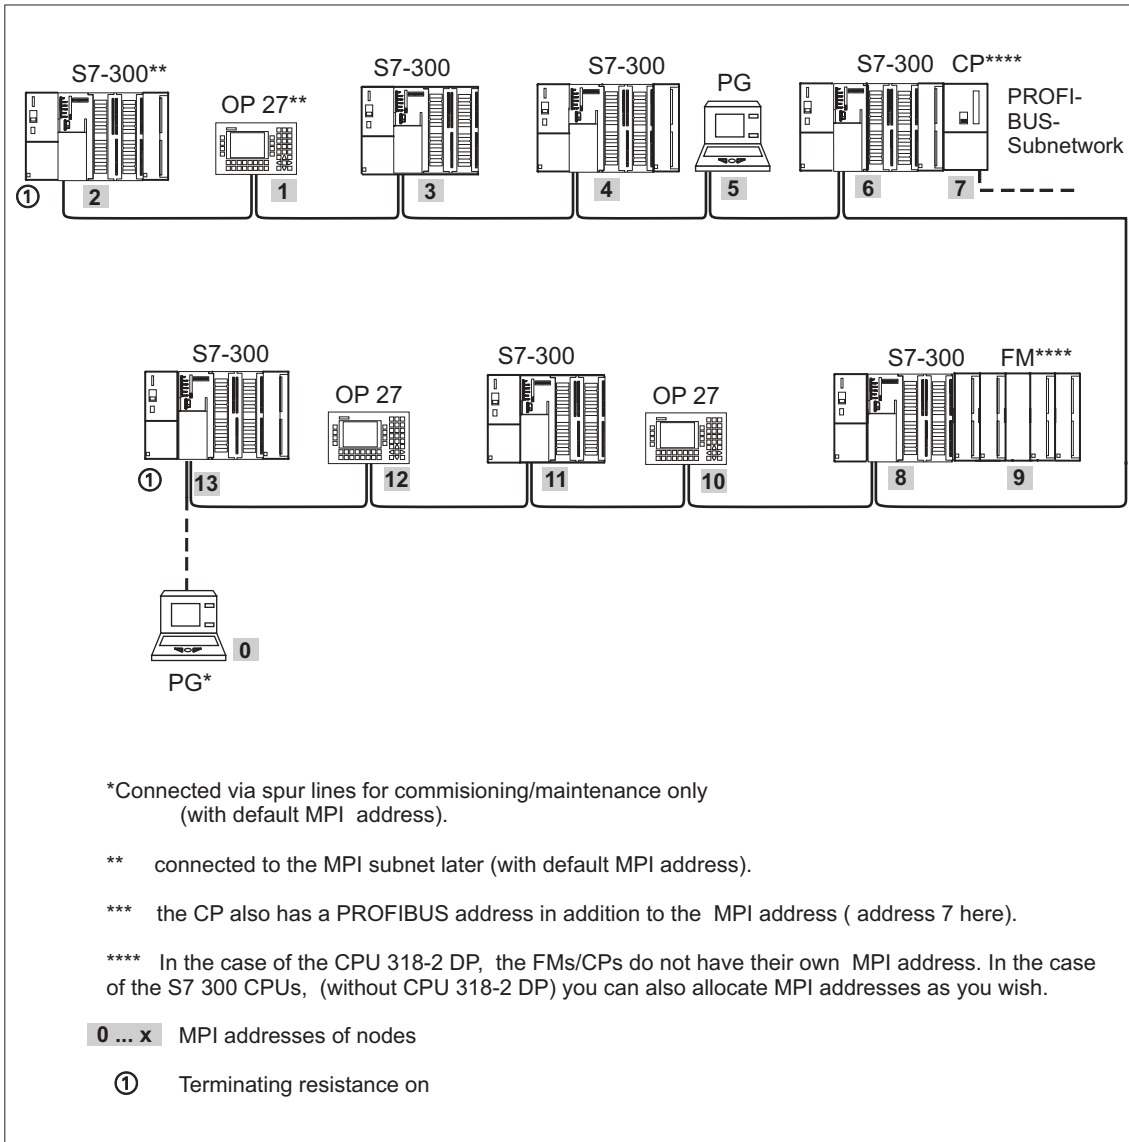 S7-300**
OP 27**
S7-300
S7-300
PG
S7-300 CP****
PROFI-
BUS-
Subnetwork
① 2 1 3 4 5 6 7
S7-300
OP 27
S7-300
OP 27
S7-300 FM****
① 13 12 11 10 8 9
0
PG*
*Connected via spur lines for commisioning/maintenance only
(with default MPI address).
** connected to the MPI subnet later (with default MPI address).
*** the CP also has a PROFIBUS address in addition to the MPI address ( address 7 here).
**** In the case of the CPU 318-2 DP, the FMs/CPs do not have their own MPI address. In the case
of the S7 300 CPUs, (without CPU 318-2 DP) you can also allocate MPI addresses as you wish.
0 ... x MPI addresses of nodes
① Terminating resistance on